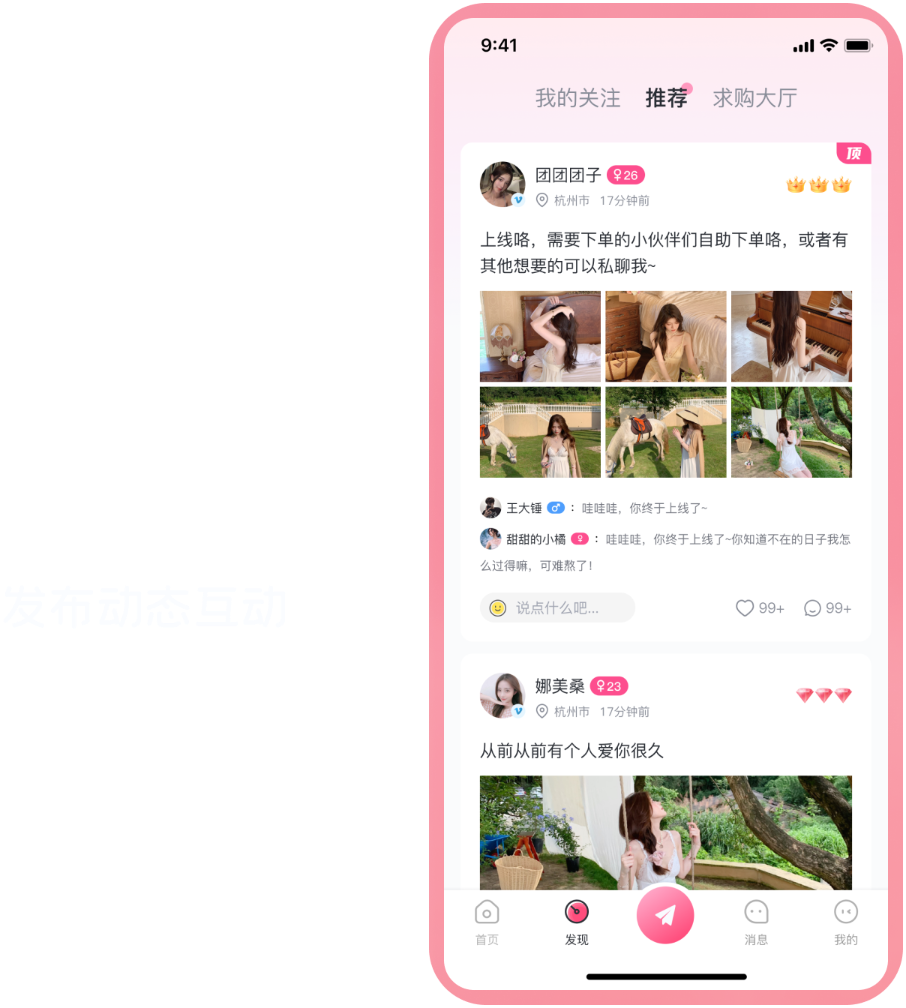 9:41
我的关注 推荐 求购大厅
顶
团团团子 26
杭州市 17分钟前
上线咯，需要下单的小伙伴们自助下单咯，或者有
其他想要的可以私聊我~
王大锤 ： 哇哇哇，你终于上线了~
甜甜的小橘 ： 哇哇哇，你终于上线了~你知道不在的日子我怎
么过得嘛，可难熬了！
发布动态互动
说点什么吧... 99+ 99+
娜美桑 23
杭州市 17分钟前
从前从前有个人爱你很久
首页 发现 消息 我的